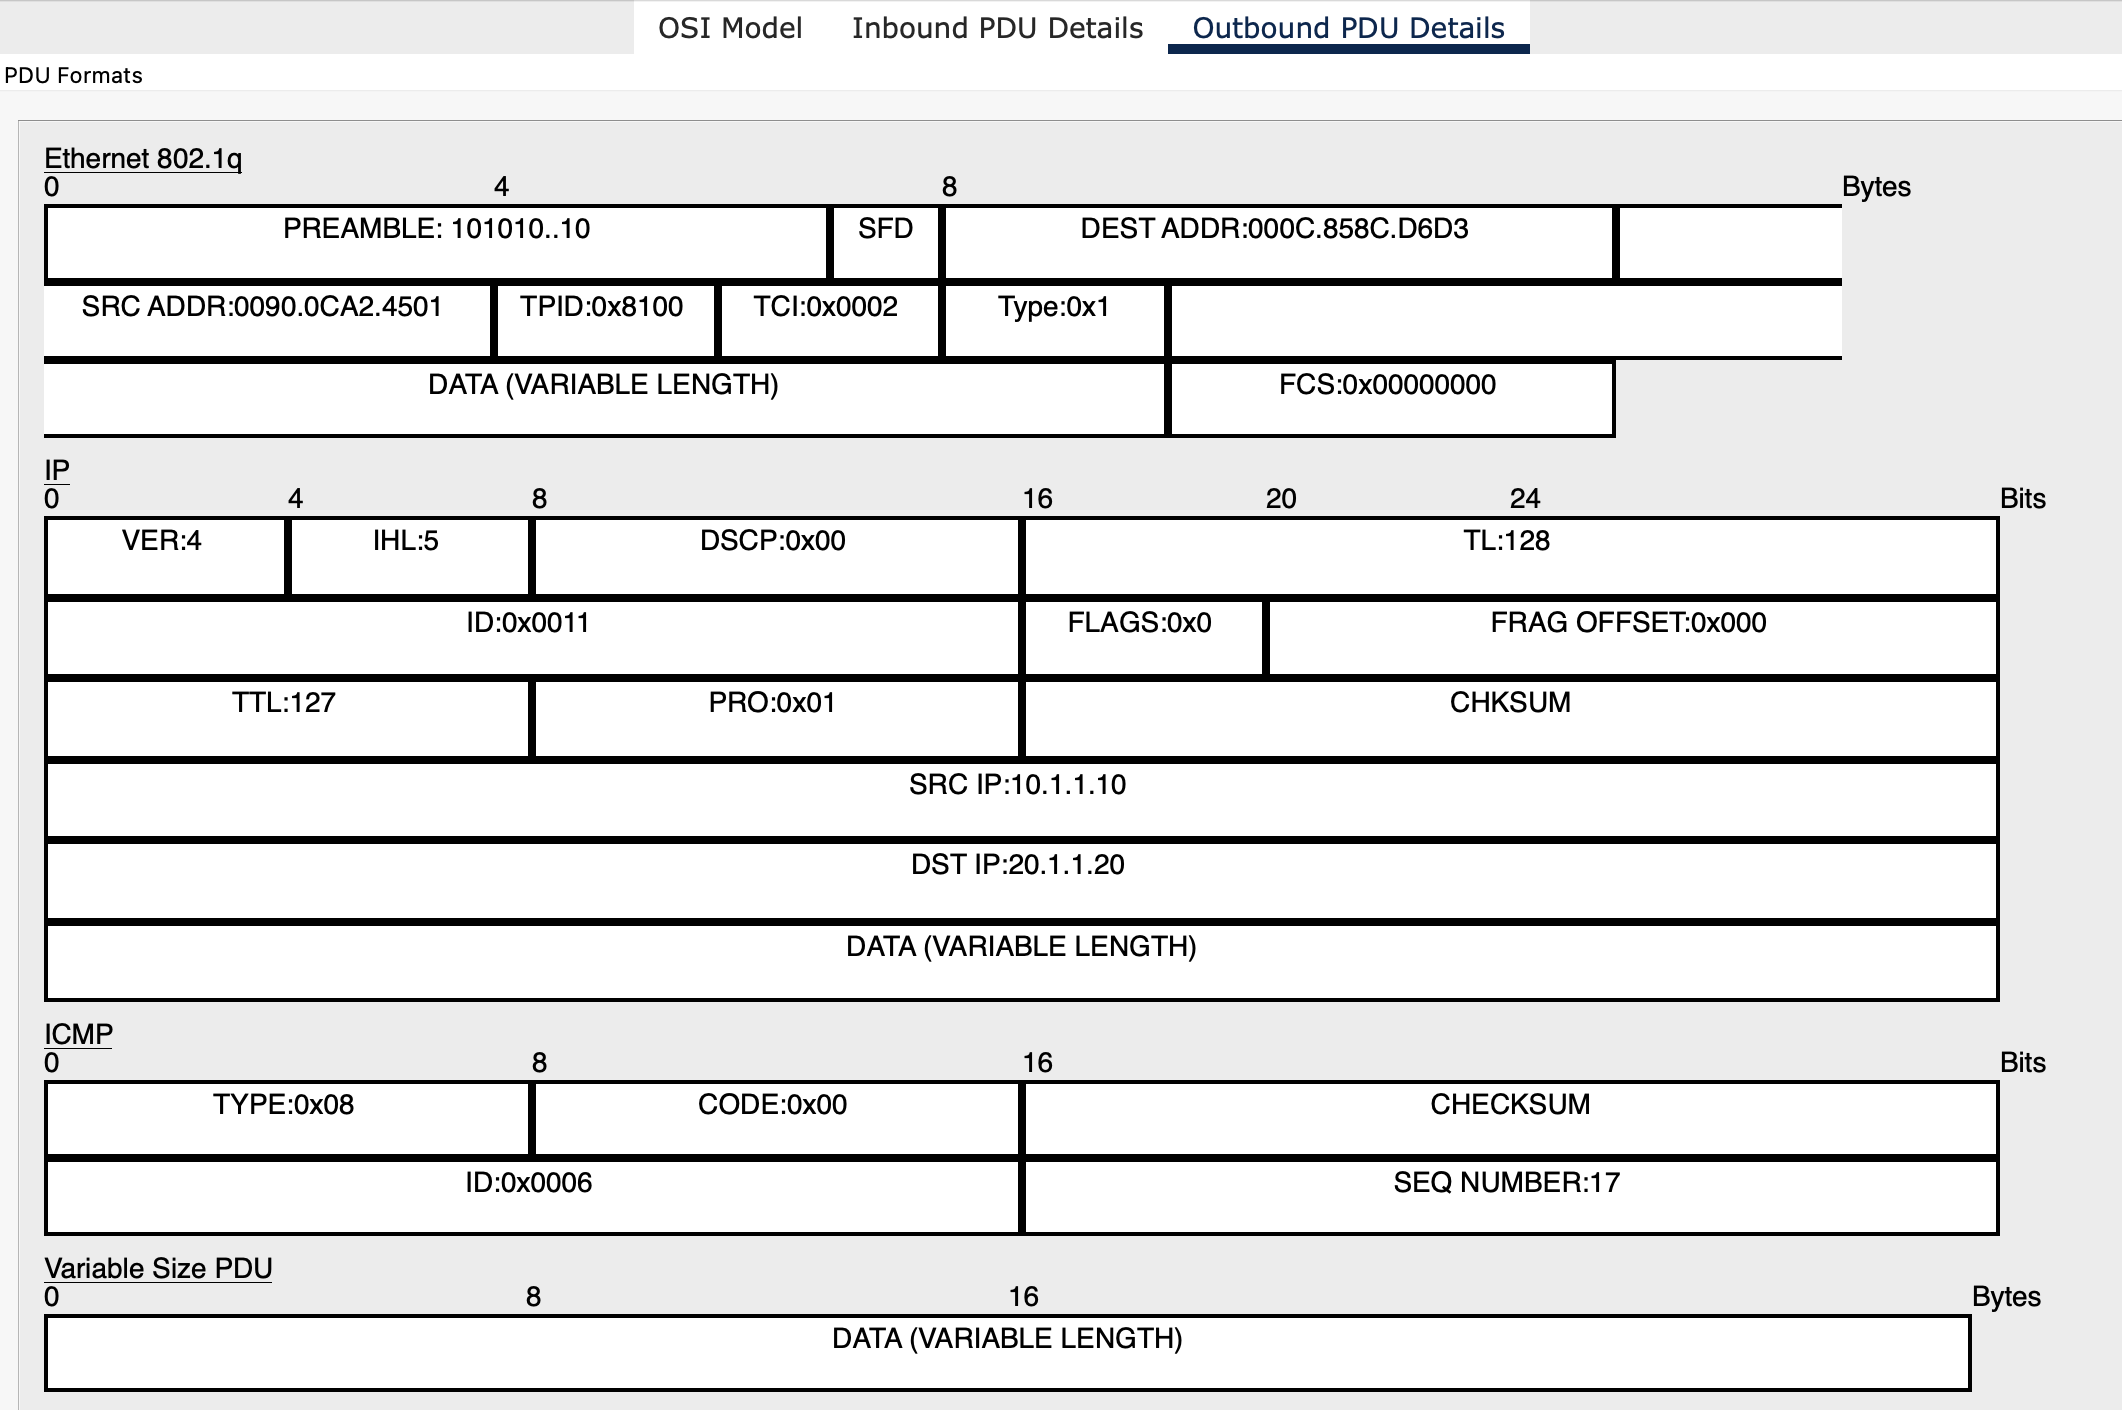 OSI Model Inbound PDU Details Outbound PDU Details
PDU Formats
Ethernet 802.1q
0 4 8 Bytes
PREAMBLE: 101010..10 SFD DEST ADDR:000C.858C.D6D3
SRC ADDR:0090.0CA2.4501 TPID:0x8100 TCI:0x0002 Type:0x1
DATA (VARIABLE LENGTH) FCS:0x00000000
IP
0 4 8 16 20 24 Bits
VER:4 IHL:5 DSCP:0x00 TL:128
ID:0x0011 FLAGS:0x0 FRAG OFFSET:0x000
TTL:127 PRO:0x01 CHKSUM
SRC IP:10.1.1.10
DST IP:20.1.1.20
DATA (VARIABLE LENGTH)
ICMP
0 8 16 Bits
TYPE:0x08 CODE:0x00 CHECKSUM
ID:0x0006 SEQ NUMBER:17
Variable Size PDU
0 8 16 Bytes
DATA (VARIABLE LENGTH)